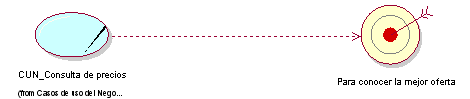 CUN_Consulta de precios
(from Casos de uso del Nego...
Para conocer la mejor oferta